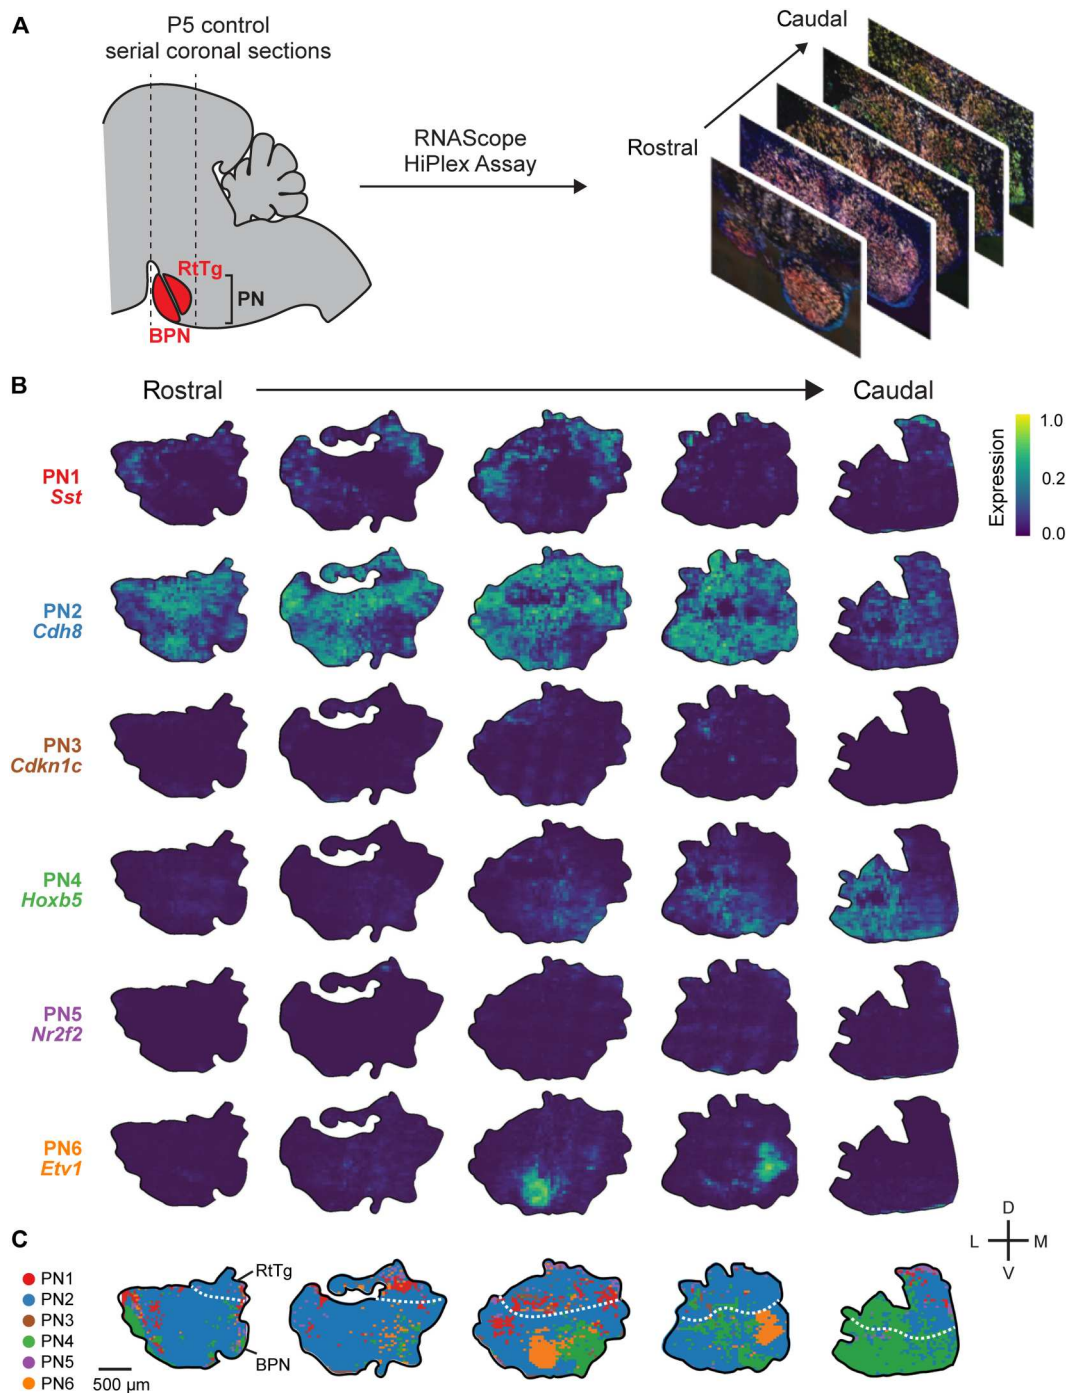 A
P5 control
serial coronal sections
RtTg
PN
BPN
RNAScope
HiPlex Assay
Caudal
Rostral
B
Rostral
Caudal
PN1
Sst
PN2
Cdh8
PN3
Cdkn1c
PN4
Hoxb5
PN5
Nr2f2
PN6
Etv1
Expression
1.0
0.2
0.0
D
L
M
V
C
PN1
PN2
PN3
PN4
PN5
PN6
RtTg
BPN
500 µm